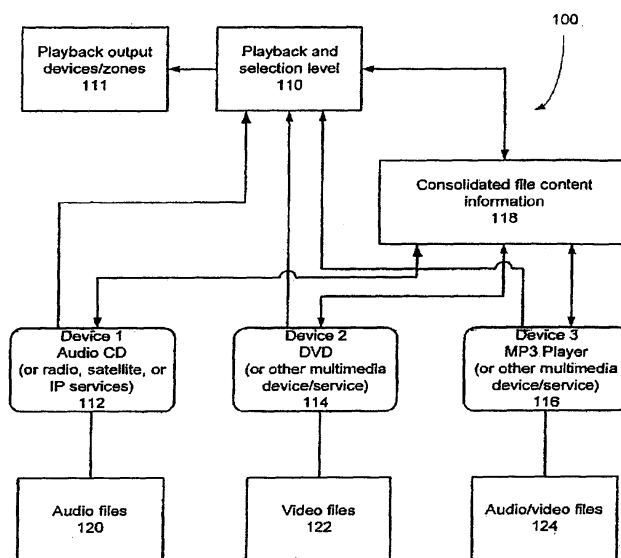 100
Playback output
devices/zones
111
Playback and
selection level
110
Consolidated file content
information
118
Device 1
Audio CD
(or radio, satellite, or
IP services)
112
Device 2
DVD
(or other multimedia
device/service)
114
Device 3
MP3 Player
(or other multimedia
device/service)
116
Audio files
120
Video files
122
Audio/video files
124